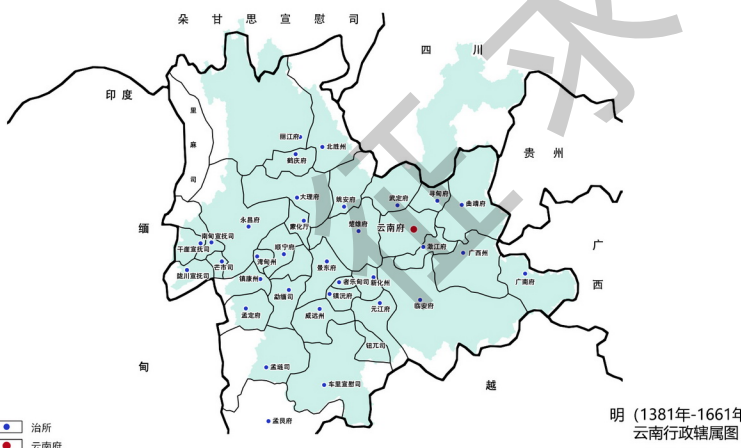 朵甘思宣慰司
四川
印度
里麻司
丽江府
北胜州
鹤庆府
贵州
大理府
姚安府
武定府
寻甸府
曲靖府
永昌府
蒙化厅
楚雄府
云南府
缅
南甸宣抚司
干崖宣抚司
顺宁府
澂江府
广西州
广
湾甸州
芒市司
陇川宣抚司
景东府
镇康州
者乐甸司
新化州
广南府
西
勐缅司
镇沅府
孟定府
威远州
元江府
临安府
钮兀司
甸
孟琏司
车里宣慰司
越
孟艮府
明（1381年-1661年
云南行政辖属图
治所
云南府